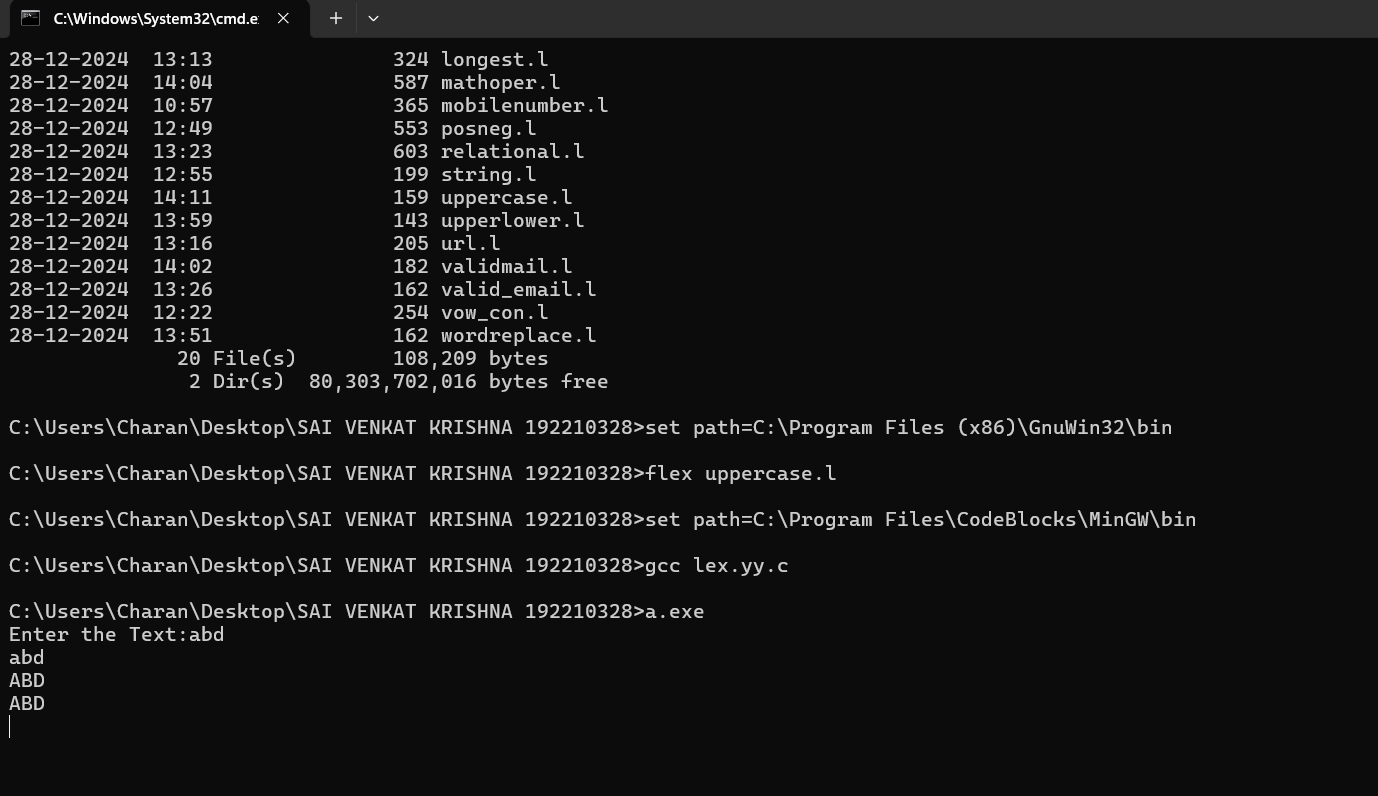 C:\Windows\System32\cmd.e
28-12-2024  13:13               324 longest.l
28-12-2024  14:04               587 mathoper.l
28-12-2024  10:57               365 mobilenumber.l
28-12-2024  12:49               553 posneg.l
28-12-2024  13:23               603 relational.l
28-12-2024  12:55               199 string.l
28-12-2024  14:11               159 uppercase.l
28-12-2024  13:59               143 upperlower.l
28-12-2024  13:16               205 url.l
28-12-2024  14:02               182 validmail.l
28-12-2024  13:26               162 valid_email.l
28-12-2024  12:22               254 vow_con.l
28-12-2024  13:51               162 wordreplace.l
              20 File(s)        108,209 bytes
               2 Dir(s)  80,303,702,016 bytes free
C:\Users\Charan\Desktop\SAI VENKAT KRISHNA 192210328>set path=C:\Program Files (x86)\GnuWin32\bin
C:\Users\Charan\Desktop\SAI VENKAT KRISHNA 192210328>flex uppercase.l
C:\Users\Charan\Desktop\SAI VENKAT KRISHNA 192210328>set path=C:\Program Files\CodeBlocks\MinGW\bin
C:\Users\Charan\Desktop\SAI VENKAT KRISHNA 192210328>gcc lex.yy.c
C:\Users\Charan\Desktop\SAI VENKAT KRISHNA 192210328>a.exe
Enter the Text:abd
abd
ABD
ABD